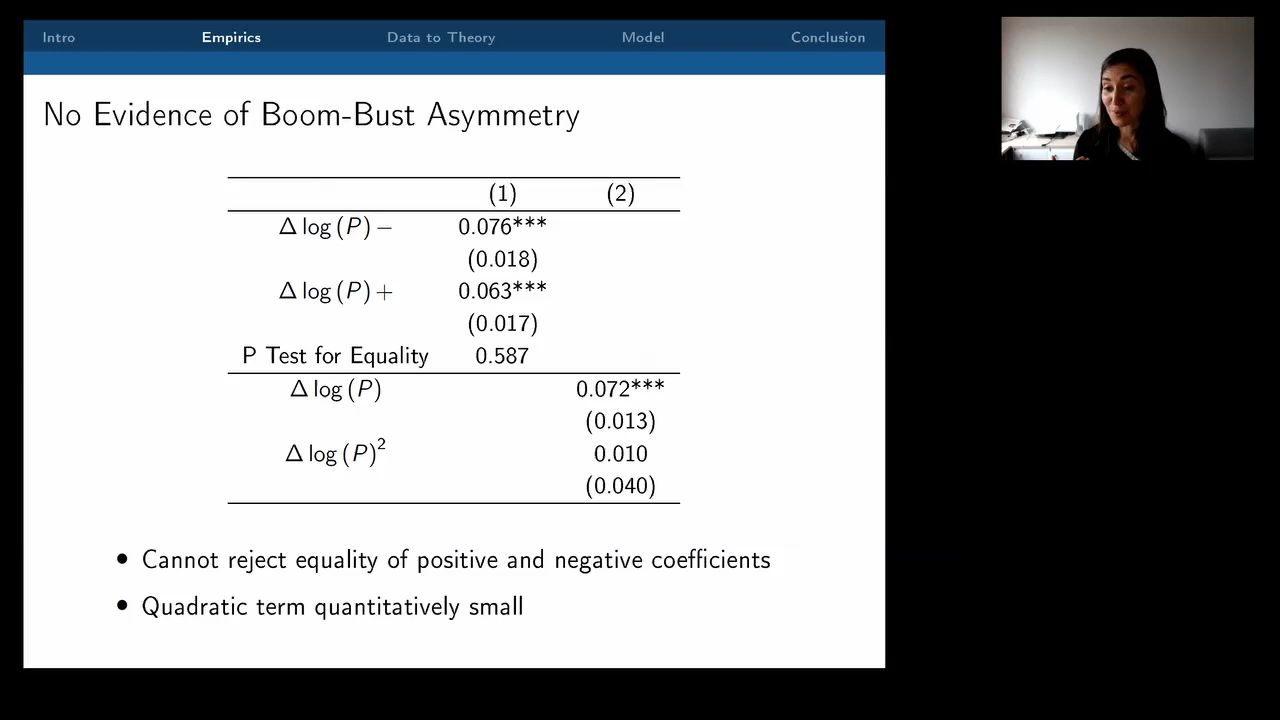 Intro Empirics Data to Theory Model Conclusion
No Evidence of Boom-Bust Asymmetry
(1) (2)
Δ log (P) − 0.076***
(0.018)
Δ log (P) + 0.063***
(0.017)
P Test for Equality 0.587
Δ log (P) 0.072***
(0.013)
Δ log (P)² 0.010
(0.040)
• Cannot reject equality of positive and negative coefficients
• Quadratic term quantitatively small